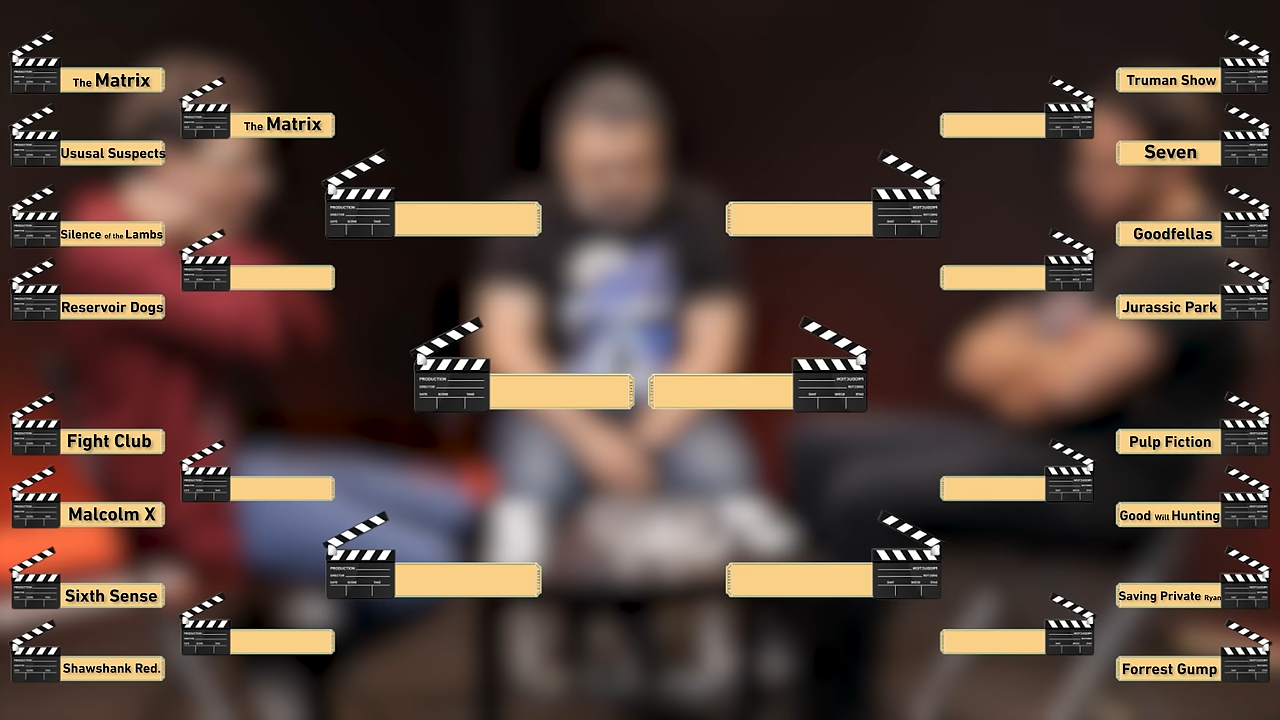 The Matrix
Ususal Suspects
Silence of the Lambs
Reservoir Dogs
Fight Club
Malcolm X
Sixth Sense
Shawshank Red.
The Matrix
Truman Show
Seven
Goodfellas
Jurassic Park
Pulp Fiction
Good Will Hunting
Saving Private Ryan
Forrest Gump